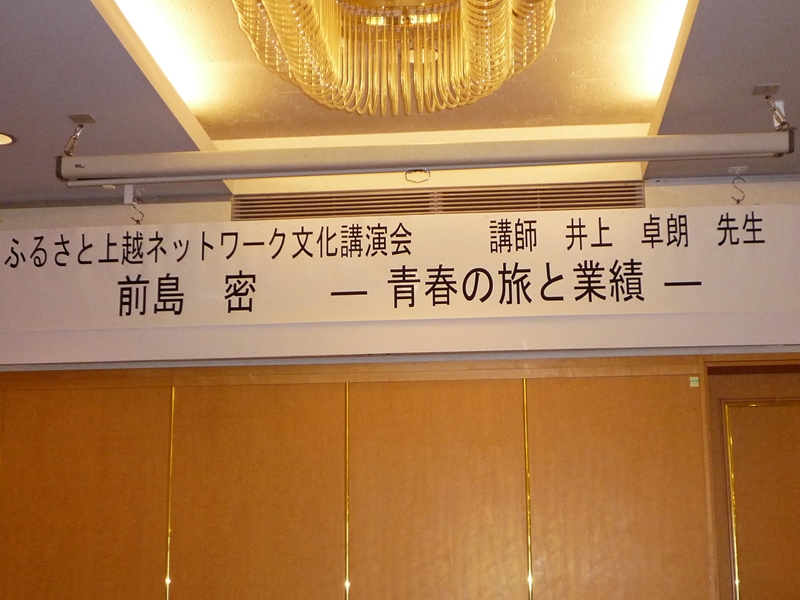 ふるさと上越ネットワーク文化講演会　　講師　井上　卓朗　先生
前島　密　　― 青春の旅と業績 ―